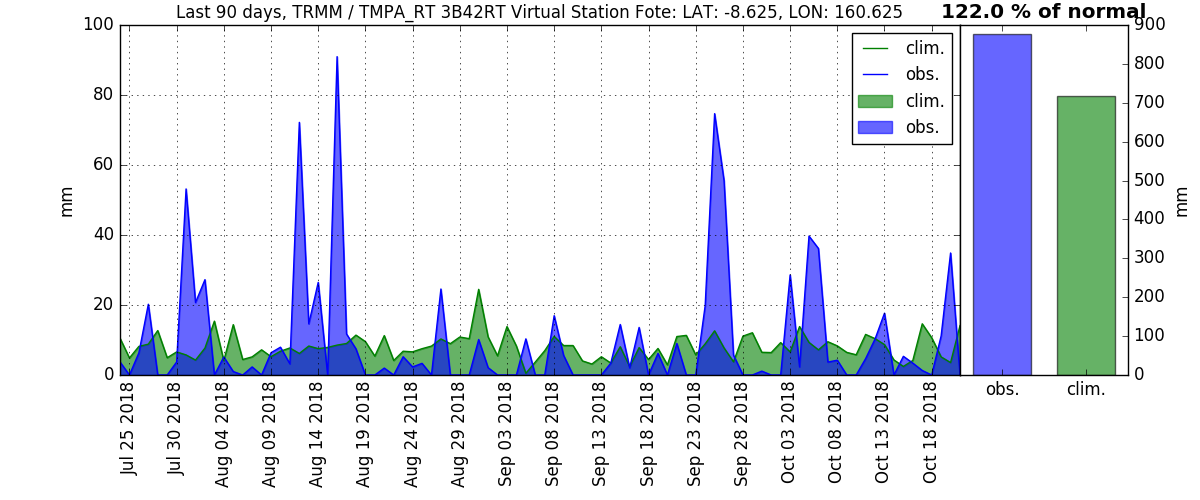 Last 90 days, TRMM / TMPA_RT 3B42RT Virtual Station Fote: LAT: -8.625, LON: 160.625
122.0 % of normal
100
80
60
40
20
0
mm
clim.
obs.
clim.
obs.
900
800
700
600
500
400
300
200
100
0
mm
obs. clim.
Jul 25 2018
Jul 30 2018
Aug 04 2018
Aug 09 2018
Aug 14 2018
Aug 19 2018
Aug 24 2018
Aug 29 2018
Sep 03 2018
Sep 08 2018
Sep 13 2018
Sep 18 2018
Sep 23 2018
Sep 28 2018
Oct 03 2018
Oct 08 2018
Oct 13 2018
Oct 18 2018